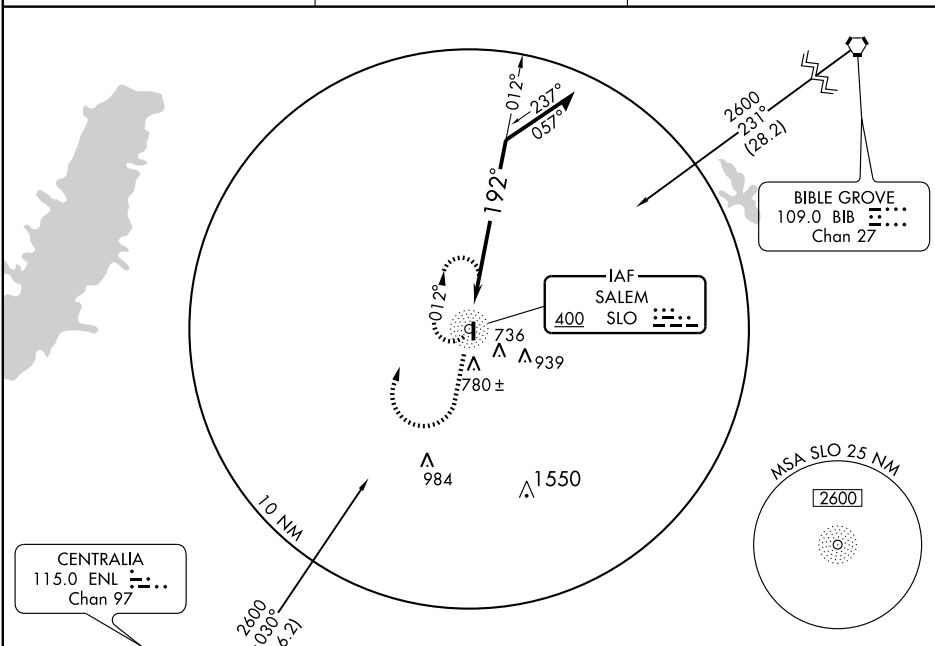 012°
237°
057°
192°
2600
231°
(28.2)
BIBLE GROVE
109.0 BIB
Chan 27
IAF
SALEM
400 SLO
012°
736
939
780 ±
984
1550
10 NM
MSA SLO 25 NM
2600
CENTRALIA
115.0 ENL
Chan 97
2600
030°
6.2)